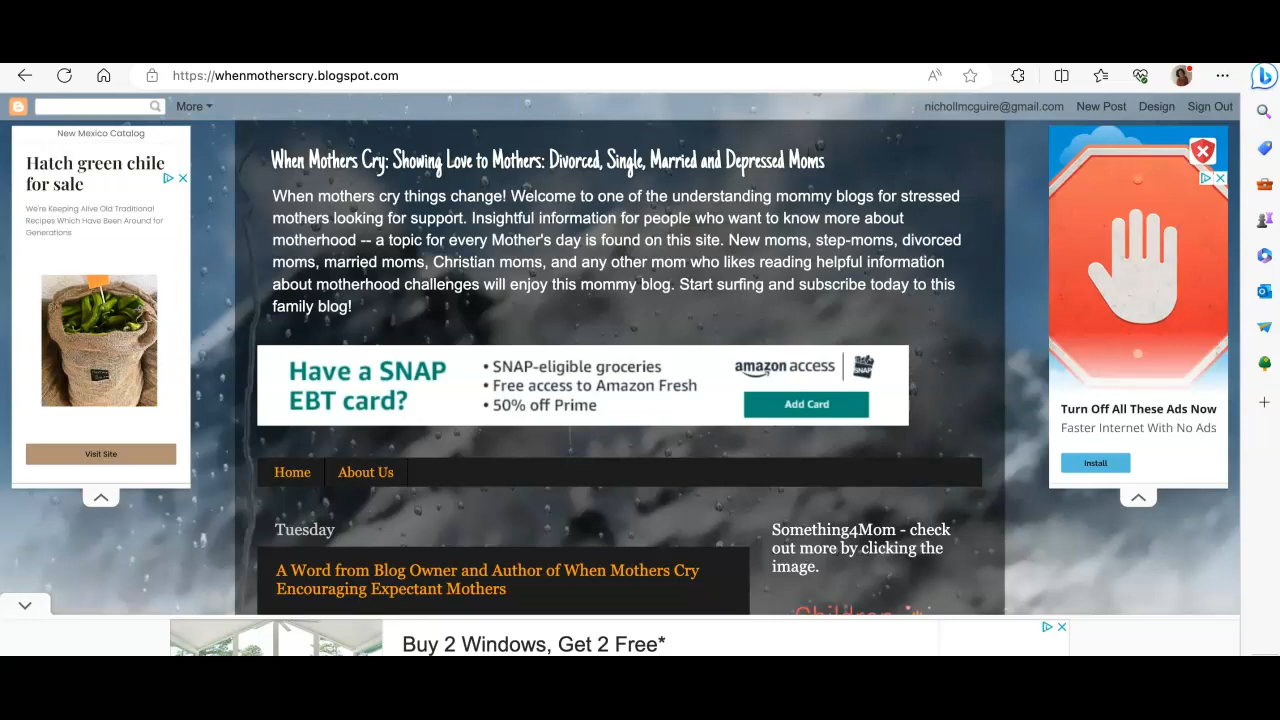 https://whenmotherscry.blogspot.com
More
nichollmcguire@gmail.com New Post Design Sign Out
New Mexico Catalog
Hatch green chile
for sale
We're Keeping Alive Old Traditional
Recipes Which Have Been Around for
Generations
Visit Site
When Mothers Cry: Showing Love to Mothers: Divorced, Single, Married and Depressed Moms
When mothers cry things change! Welcome to one of the understanding mommy blogs for stressed
mothers looking for support. Insightful information for people who want to know more about
motherhood -- a topic for every Mother's day is found on this site. New moms, step-moms, divorced
moms, married moms, Christian moms, and any other mom who likes reading helpful information
about motherhood challenges will enjoy this mommy blog. Start surfing and subscribe today to this
family blog!
Have a SNAP
EBT card?
• SNAP-eligible groceries
• Free access to Amazon Fresh
• 50% off Prime
amazon access
Add Card
Home About Us
Tuesday
A Word from Blog Owner and Author of When Mothers Cry
Encouraging Expectant Mothers
Something4Mom - check
out more by clicking the
image.
Children
Turn Off All These Ads Now
Faster Internet With No Ads
Install
Buy 2 Windows, Get 2 Free*